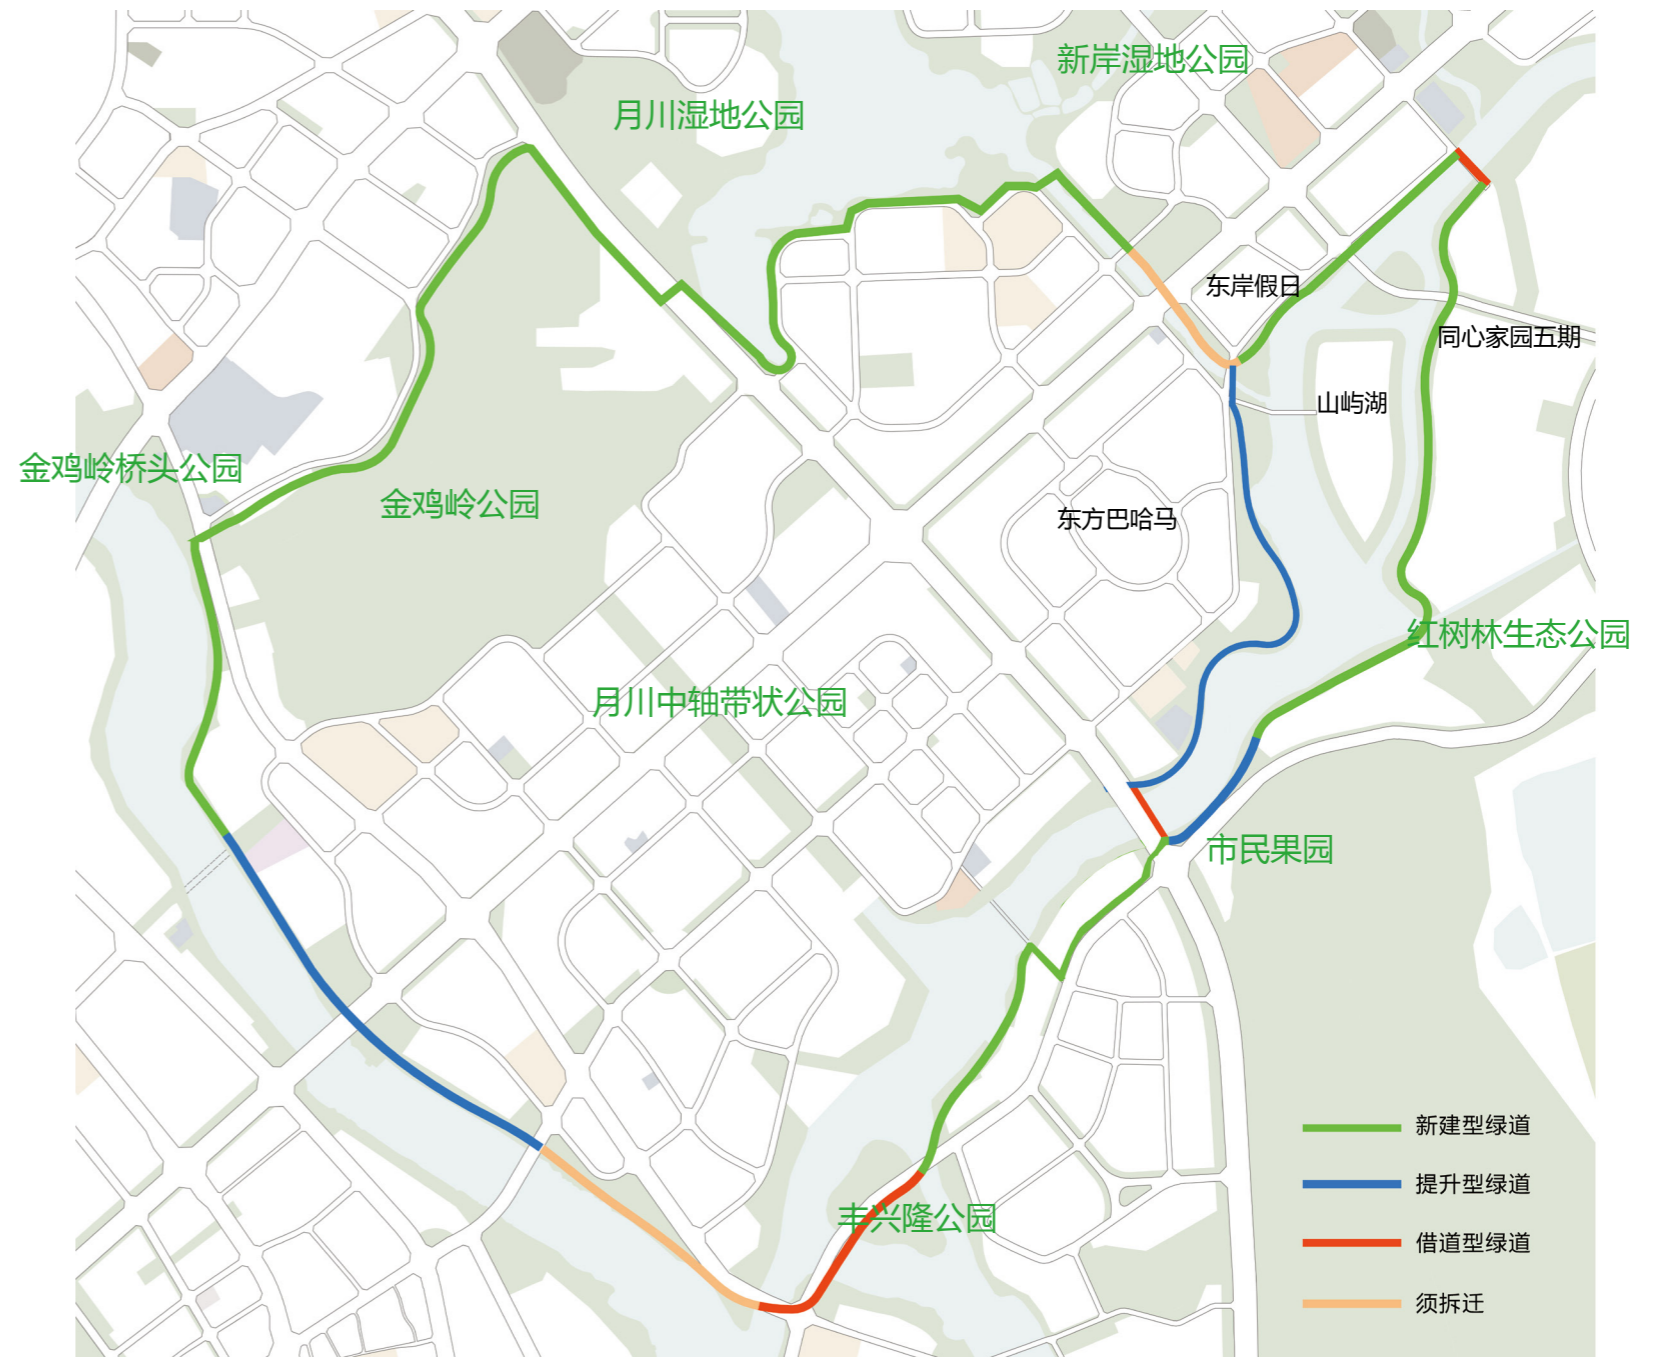 新岸湿地公园
月川湿地公园
东岸假日
同心家园五期
山屿湖
金鸡岭桥头公园
金鸡岭公园
东方巴哈马
红树林生态公园
月川中轴带状公园
市民果园
丰兴隆公园
新建型绿道
提升型绿道
借道型绿道
须拆迁